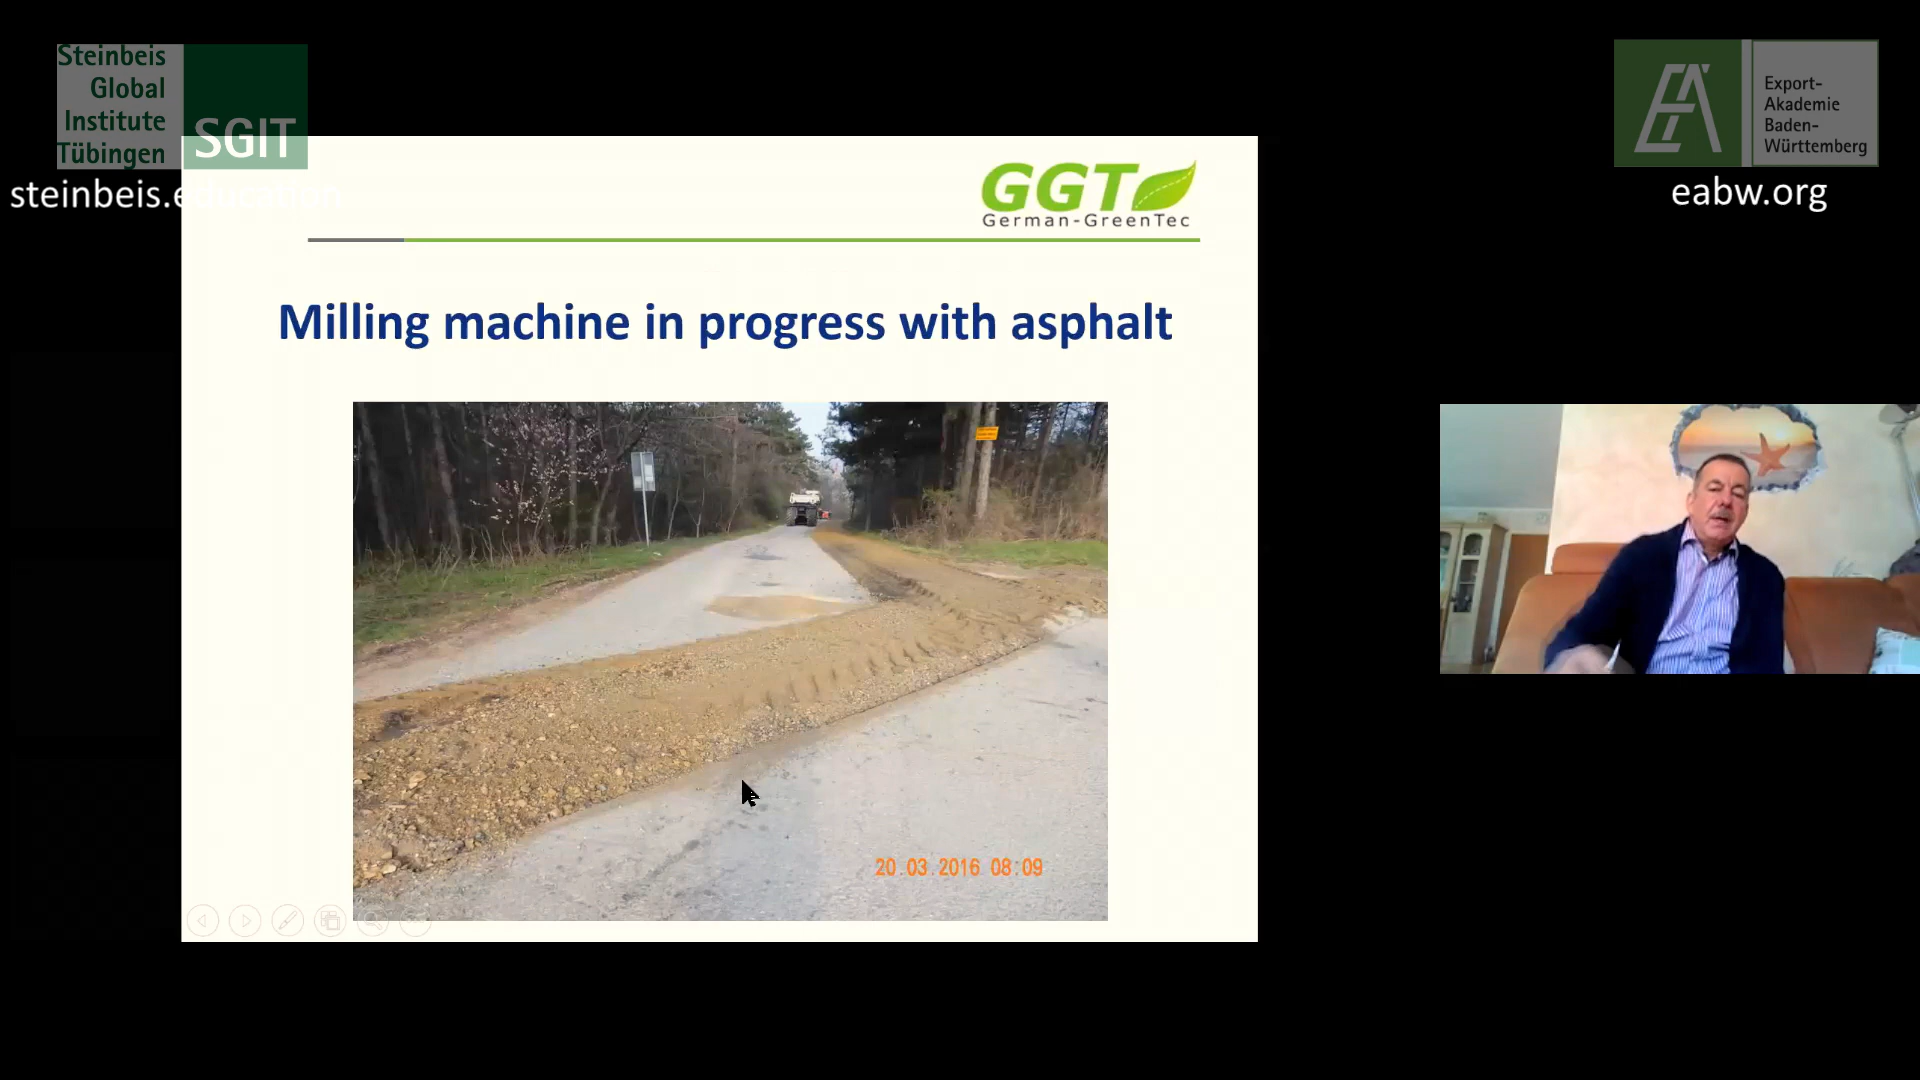 Steinbeis
Global
Institute
Tübingen
SGIT
steinbeis.education
Export-
Akademie
Baden-
Württemberg
eabw.org
GGT
German-GreenTec
Milling machine in progress with asphalt
20 03 2016 08:09